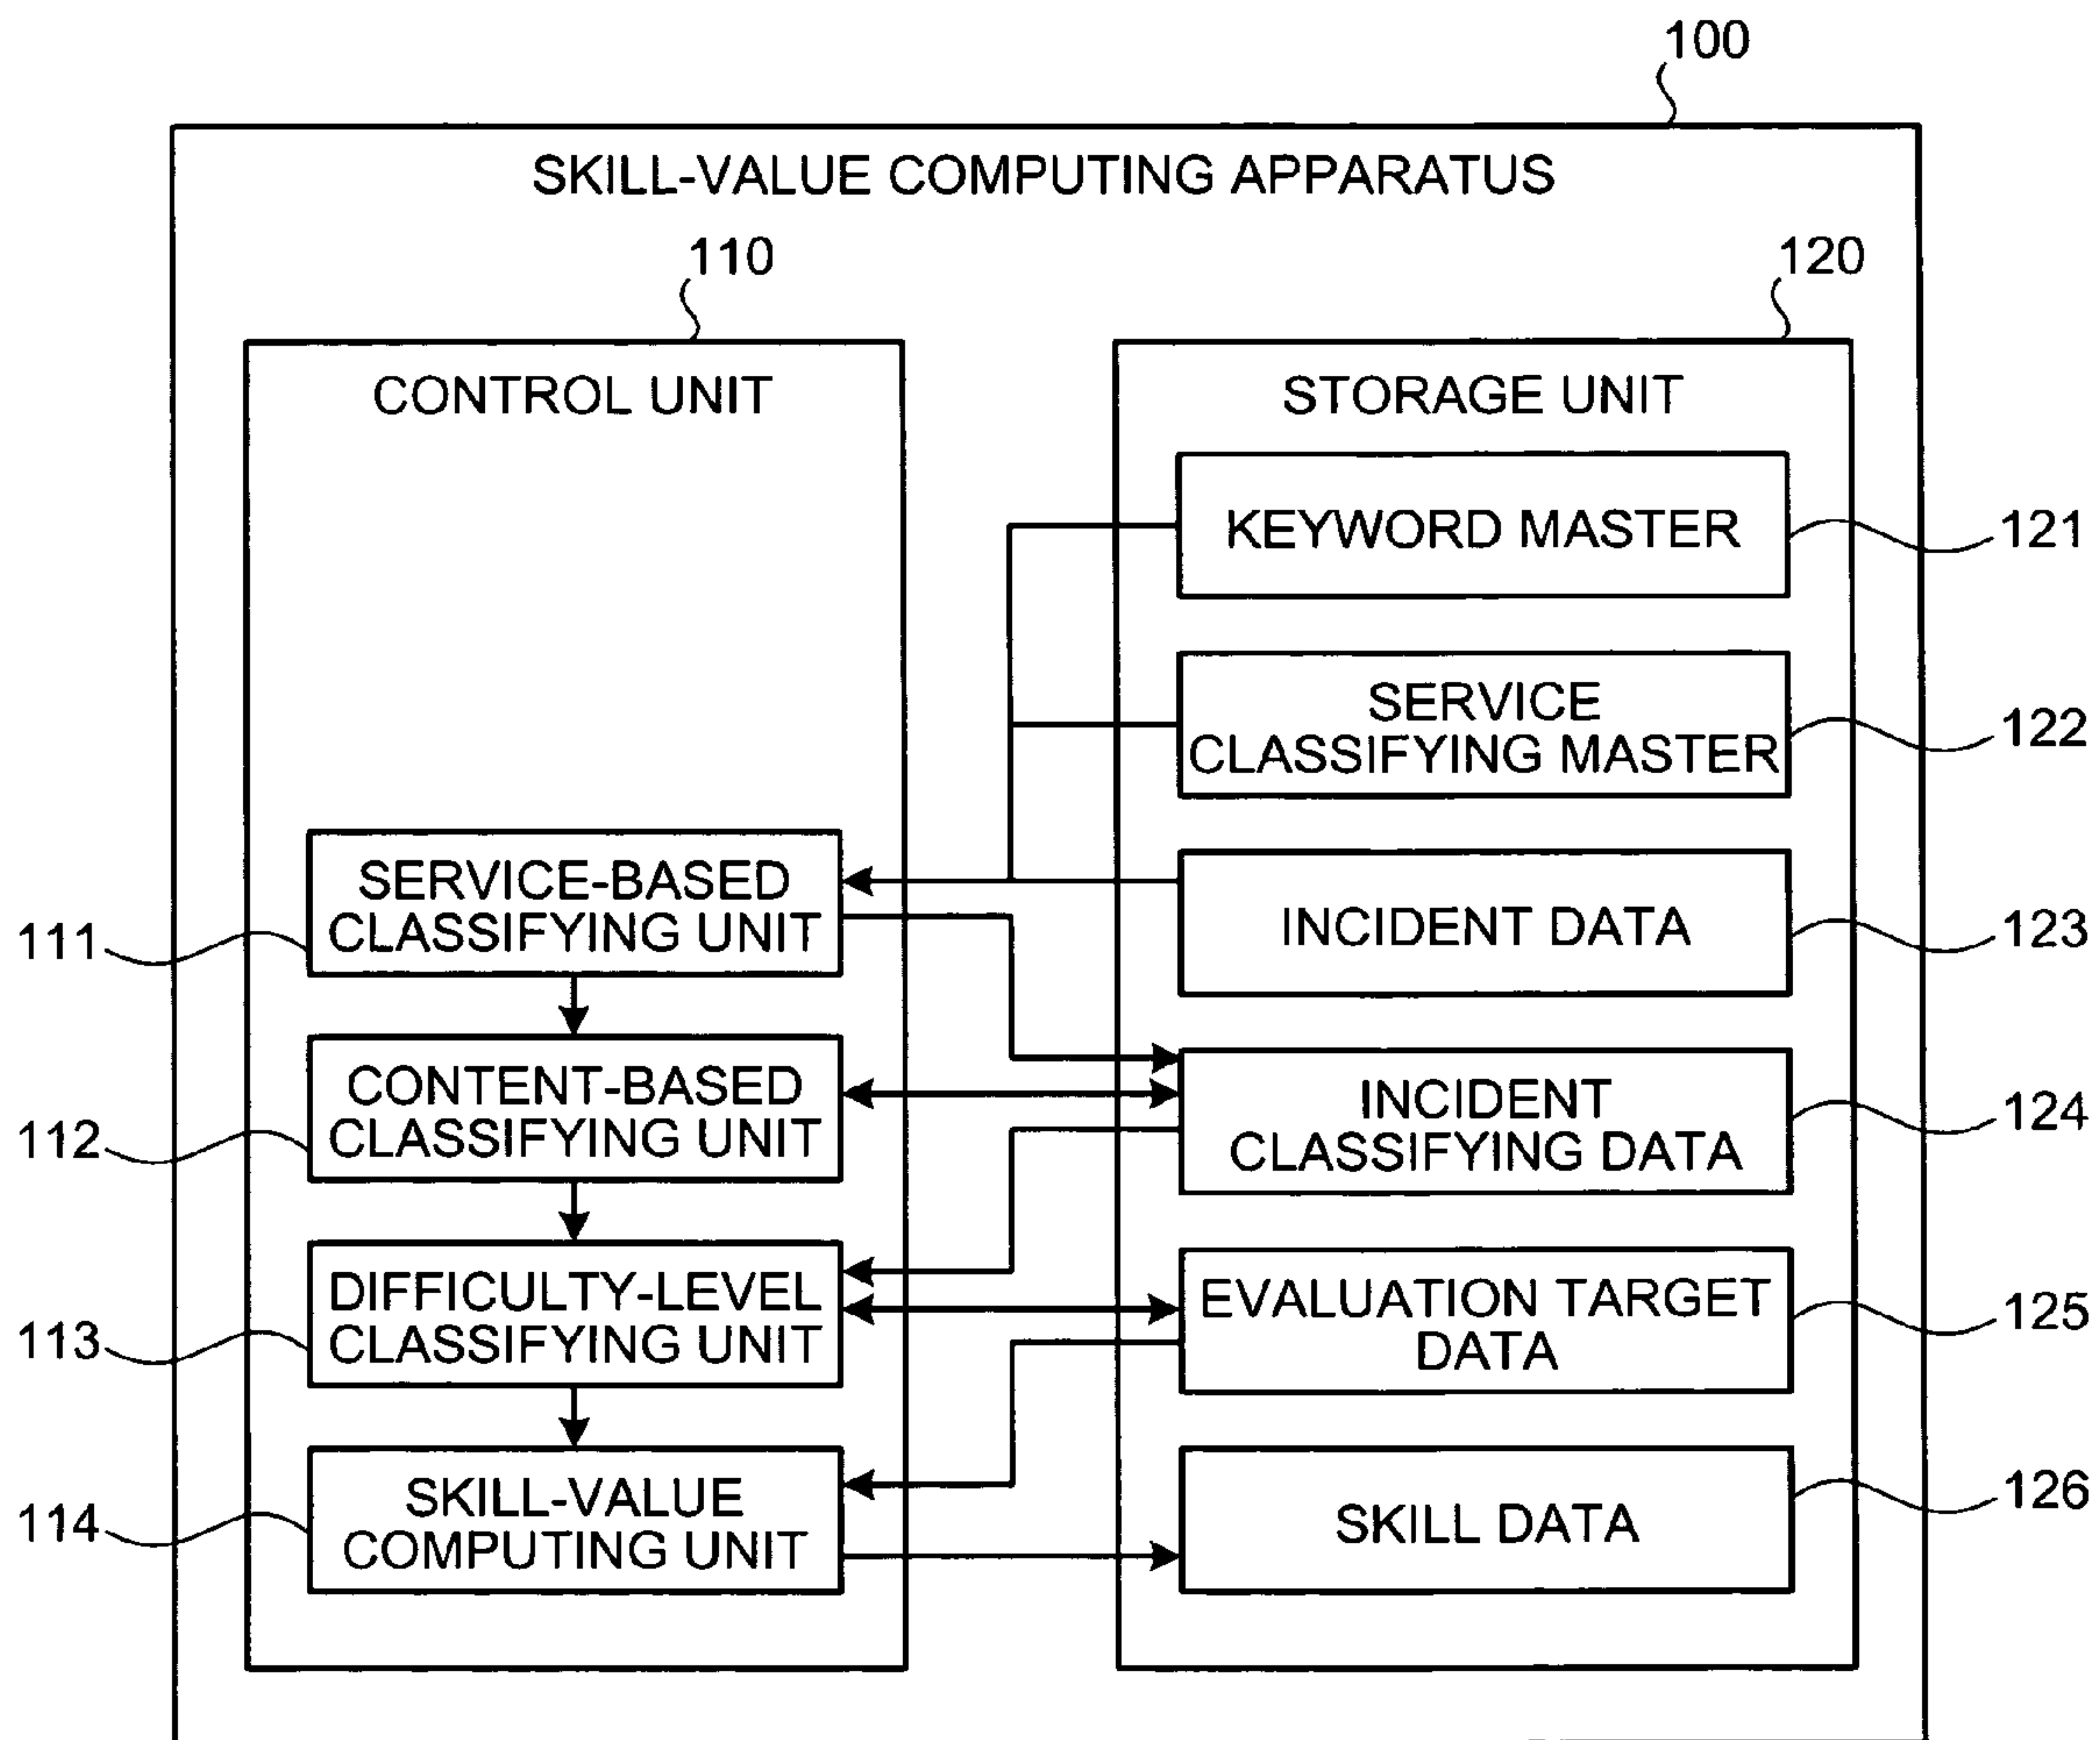 100
SKILL-VALUE COMPUTING APPARATUS
110
120
CONTROL UNIT
STORAGE UNIT
KEYWORD MASTER
121
SERVICE
CLASSIFYING MASTER
122
SERVICE-BASED
CLASSIFYING UNIT
111
INCIDENT DATA
123
CONTENT-BASED
CLASSIFYING UNIT
112
INCIDENT
CLASSIFYING DATA
124
DIFFICULTY-LEVEL
CLASSIFYING UNIT
113
EVALUATION TARGET
DATA
125
SKILL-VALUE
COMPUTING UNIT
114
SKILL DATA
126